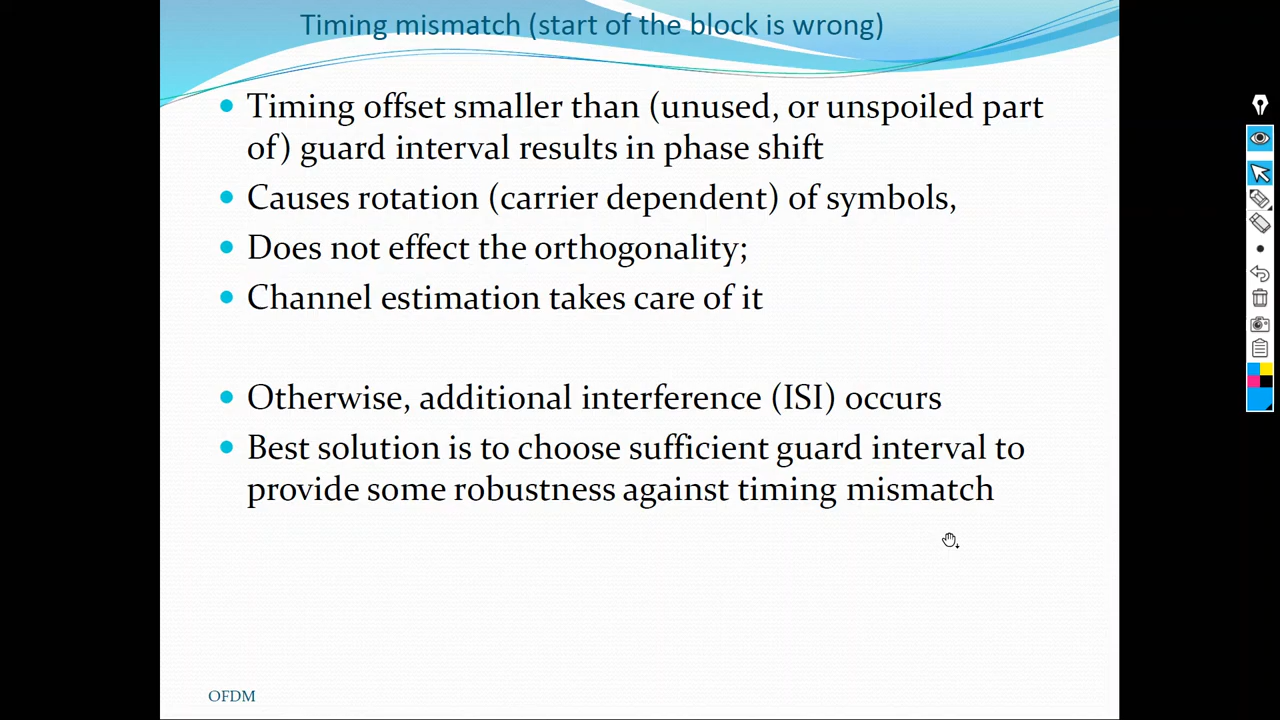 Timing mismatch (start of the block is wrong)
Timing offset smaller than (unused, or unspoiled part
of) guard interval results in phase shift
Causes rotation (carrier dependent) of symbols,
Does not effect the orthogonality;
Channel estimation takes care of it
Otherwise, additional interference (ISI) occurs
Best solution is to choose sufficient guard interval to
provide some robustness against timing mismatch
OFDM